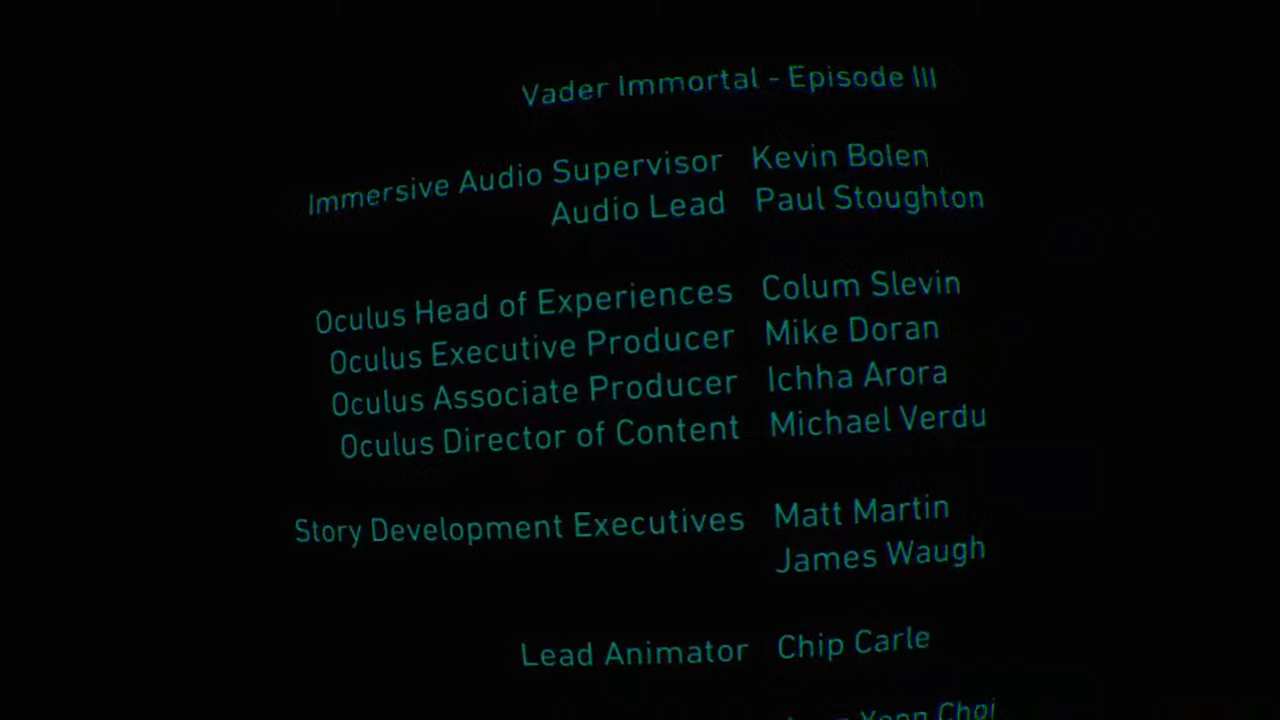 Vader Immortal - Episode III
Immersive Audio Supervisor Kevin Bolen
Audio Lead Paul Stoughton
Oculus Head of Experiences Colum Slevin
Oculus Executive Producer Mike Doran
Oculus Associate Producer Ichha Arora
Oculus Director of Content Michael Verdu
Story Development Executives Matt Martin
James Waugh
Lead Animator Chip Carle
Choi